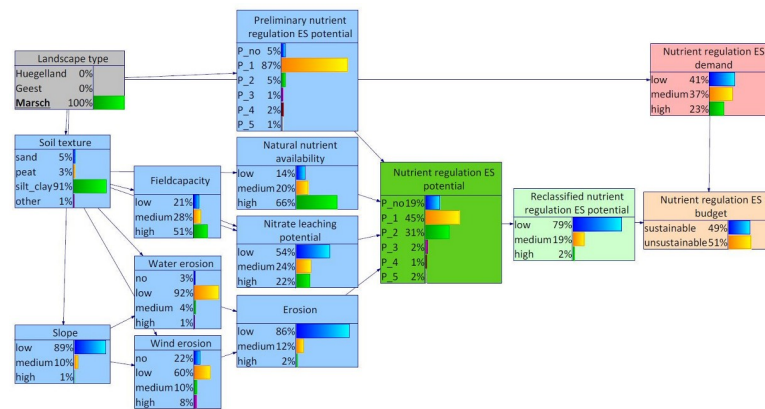 Preliminary nutrient
regulation ES potential
P_no 5%
P_1 87%
P_2 5%
P_3 1%
P_4 2%
P_5 1%
Landscape type
Huegelland 0%
Geest 0%
Marsch 100%
Nutrient regulation ES
demand
low 41%
medium 37%
high 23%
Soil texture
sand 5%
peat 3%
silt_clay 91%
other 1%
Fieldcapacity
low 21%
medium 28%
high 51%
Natural nutrient
availability
low 14%
medium 20%
high 66%
Nutrient regulation ES
potential
P_no 19%
P_1 45%
P_2 31%
P_3 2%
P_4 1%
P_5 2%
Reclassified nutrient
regulation ES potential
low 79%
medium 19%
high 2%
Nutrient regulation ES
budget
sustainable 49%
unsustainable 51%
Nitrate leaching
potential
low 54%
medium 24%
high 22%
Water erosion
no 3%
low 92%
medium 4%
high 1%
Erosion
low 86%
medium 12%
high 2%
Slope
low 89%
medium 10%
high 1%
Wind erosion
no 22%
low 60%
medium 10%
high 8%